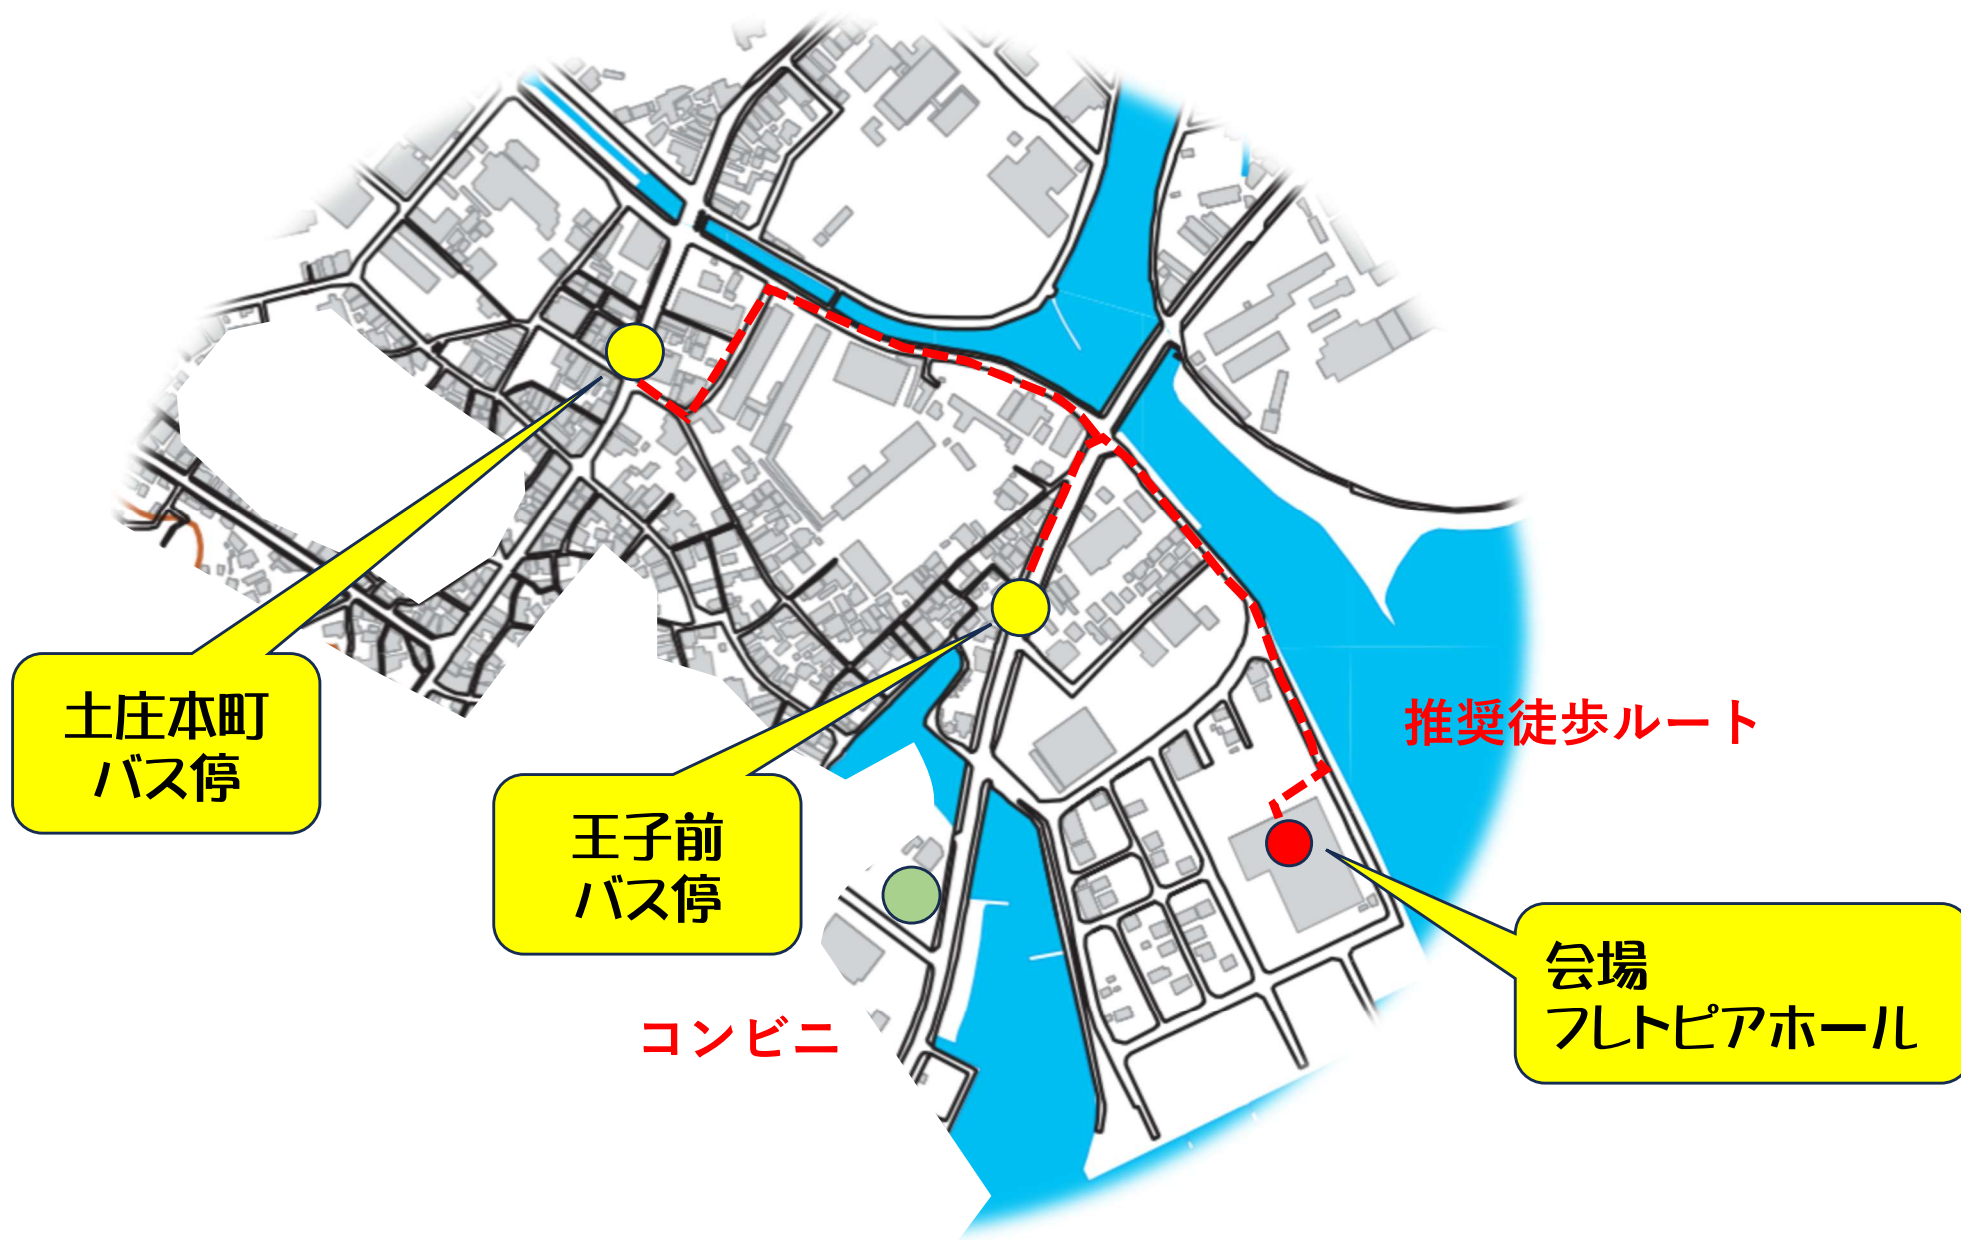 土庄本町
バス停
王子前
バス停
推奨徒歩ルート
会場
フレトピアホール
コンビニ